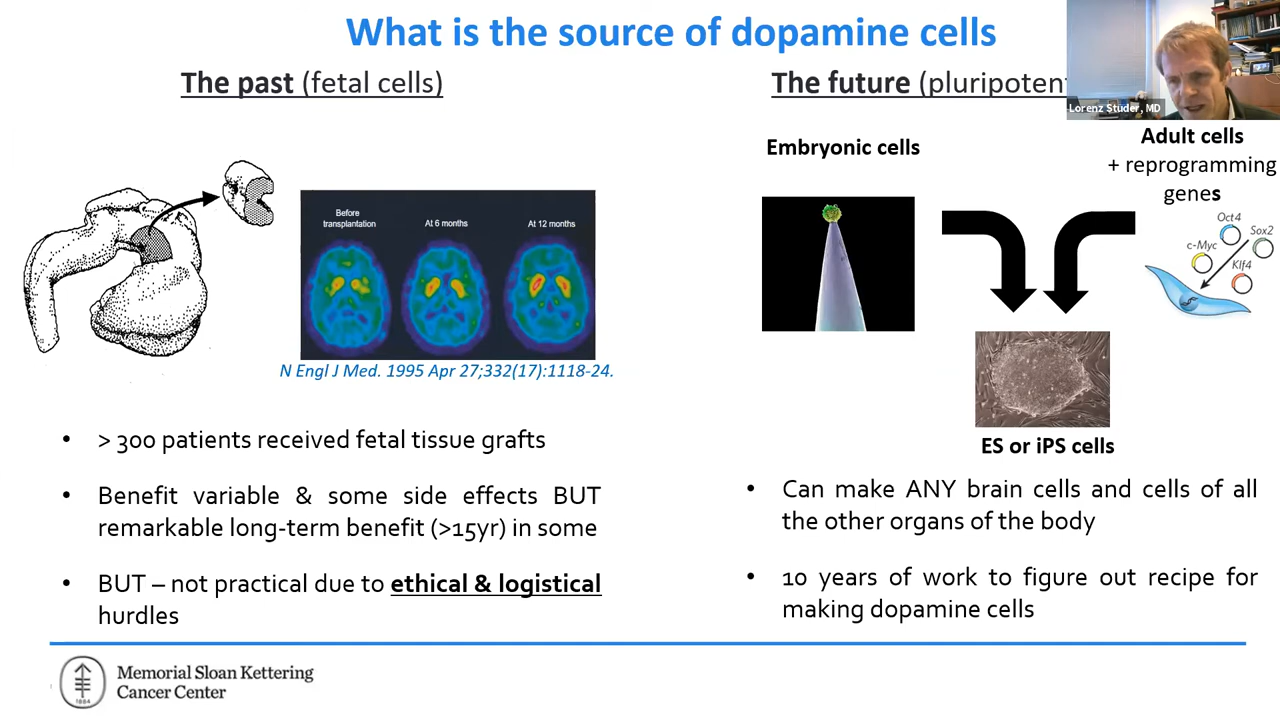 What is the source of dopamine cells
The past (fetal cells)
Before
transplantation
At 6 months
At 12 months
N Engl J Med. 1995 Apr 27;332(17):1118-24.
• > 300 patients received fetal tissue grafts
• Benefit variable & some side effects BUT
remarkable long-term benefit (>15yr) in some
• BUT – not practical due to ethical & logistical
hurdles
The future (pluripotent
Lorenz Studer, MD
Embryonic cells
Adult cells
+ reprogramming
genes
Oct4
Sox2
c-Myc
Klf4
ES or iPS cells
• Can make ANY brain cells and cells of all
the other organs of the body
• 10 years of work to figure out recipe for
making dopamine cells
1884
Memorial Sloan Kettering
Cancer Center